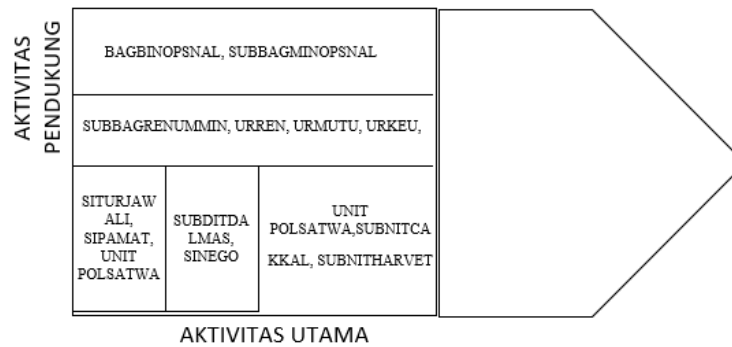 AKTIVITAS
PENDUKUNG
BAGBINOPSNAL, SUBBAGMINOPSNAL
SUBBAGRENUMMIN, URREN, URMUTU, URKEU,
SITURJAW
ALI,
SIPAMAT,
UNIT
POLSATWA
SUBDITDA
LMAS,
SINEGO
UNIT
POLSATWA,SUBNITCA
KKAL, SUBNITHARVET
AKTIVITAS UTAMA